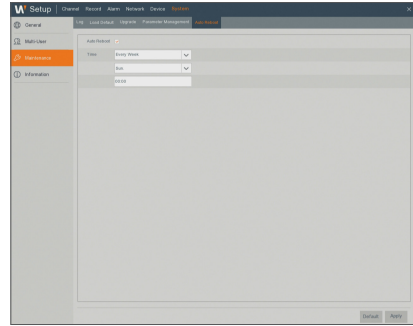 W Setup Channel Record Alarm Network Device System
General
Log Load Default Upgrade Parameter Management Auto Reboot
Multi-User
Auto Reboot
Maintenance
Time Every Week
Sun
Information
00:00
Default Apply